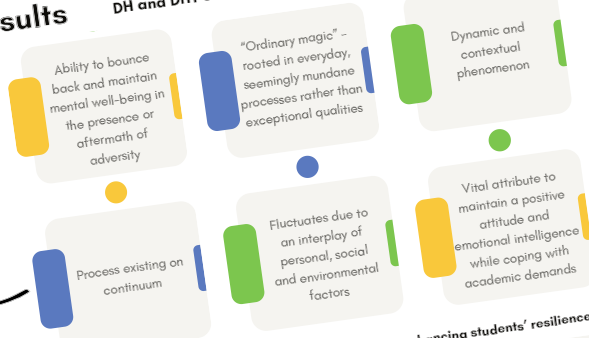 sults
DH and DHH
Ability to bounce
back and maintain
mental well-being in
the presence or
aftermath of
adversity
"Ordinary magic" –
rooted in everyday,
seemingly mundane
processes rather than
exceptional qualities
Dynamic and
contextual
phenomenon
Process existing on
continuum
Fluctuates due to
an interplay of
personal, social
and environmental
factors
Vital attribute to
maintain a positive
attitude and
emotional intelligence
while coping with
academic demands
ancing students' resilience